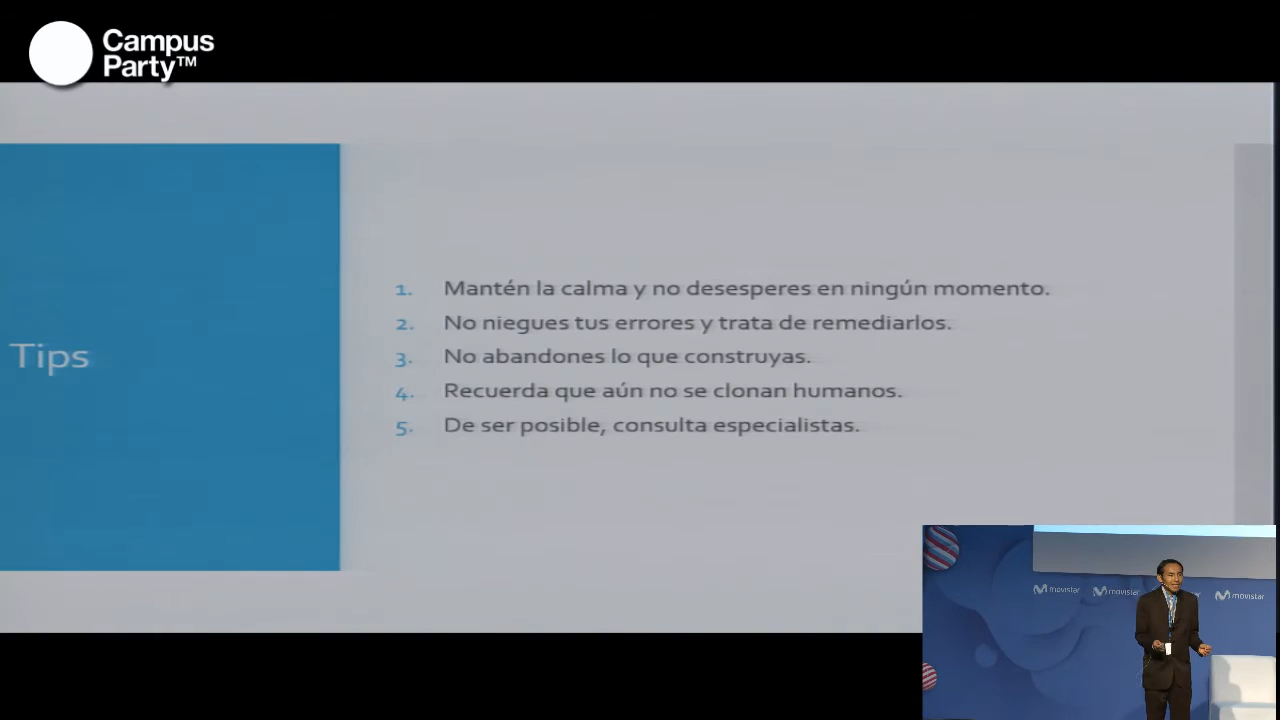 Campus
Party™
Tips
1. Mantén la calma y no desesperes en ningún momento.
2. No niegues tus errores y trata de remediarlos.
3. No abandones lo que construyas.
4. Recuerda que aún no se clonan humanos.
5. De ser posible, consulta especialistas.
movistar movistar movistar